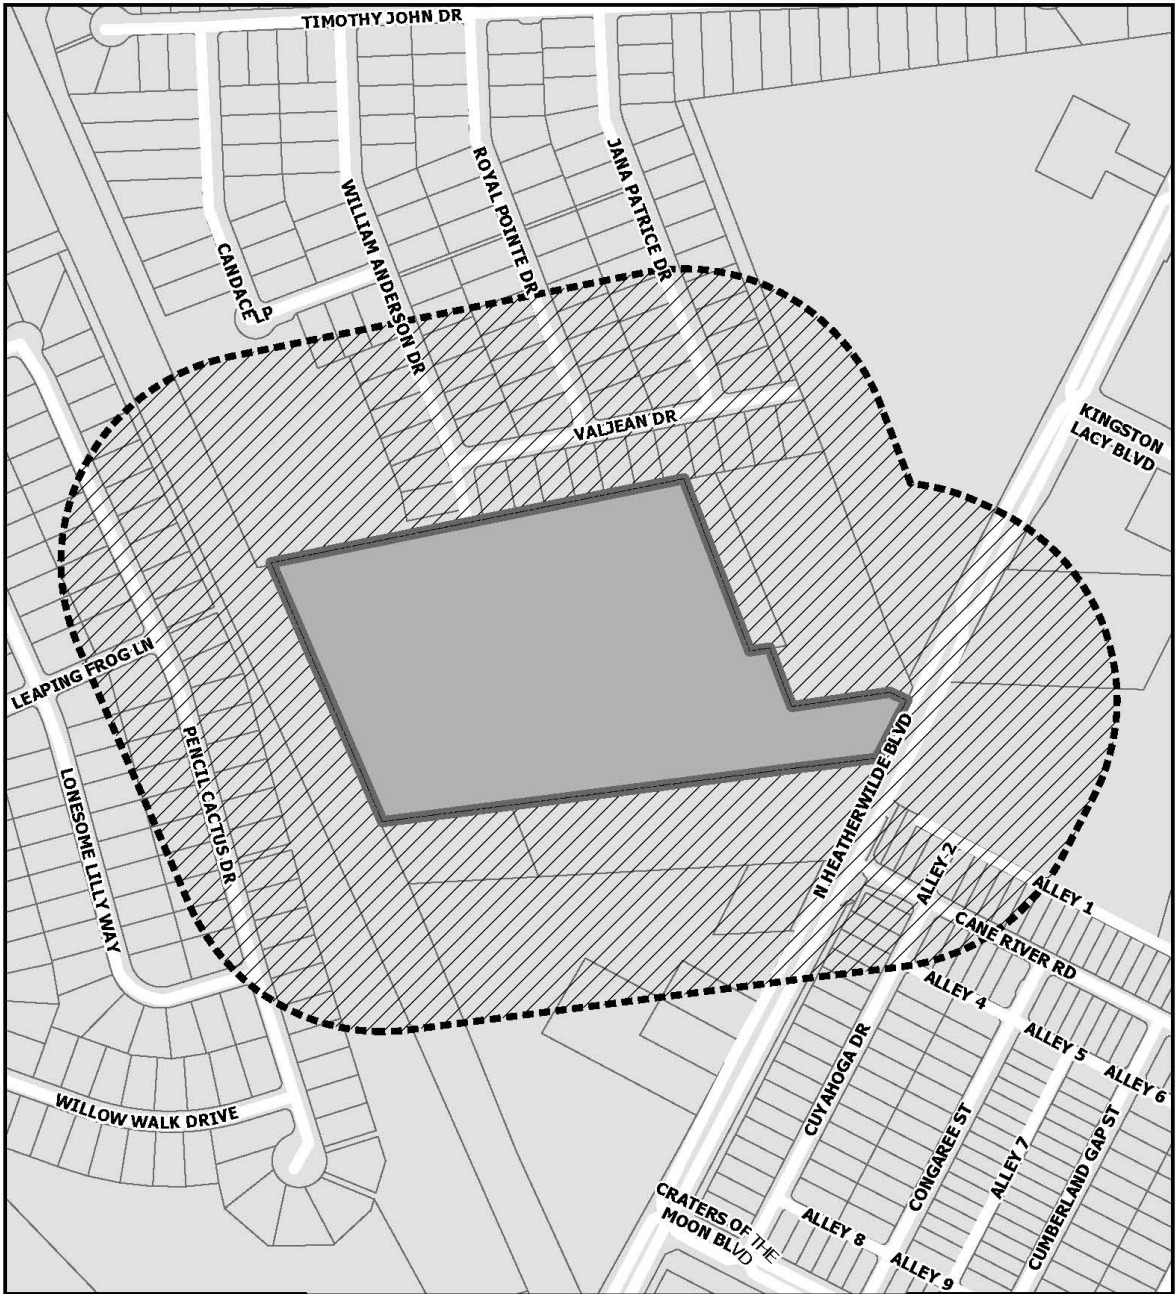 TIMOTHY JOHN DR
JANA PATRICE DR
ROYAL POINTE DR
WILLIAM ANDERSON DR
CANDACE LP
VALJEAN DR
KINGSTON
LACY BLVD
LEAPING FROG LN
PENCIL CACTUS DR
LONESOME LILLY WAY
N HEATHERWILDE BLVD
ALLEY 2
ALLEY 1
CANE RIVER RD
ALLEY 4
ALLEY 5
ALLEY 6
CUYAHOGA DR
WILLOW WALK DRIVE
CONGAREE ST
ALLEY 7
CUMBERLAND GAP ST
CRATERS OF THE
MOON BLVD
ALLEY 8
ALLEY 9